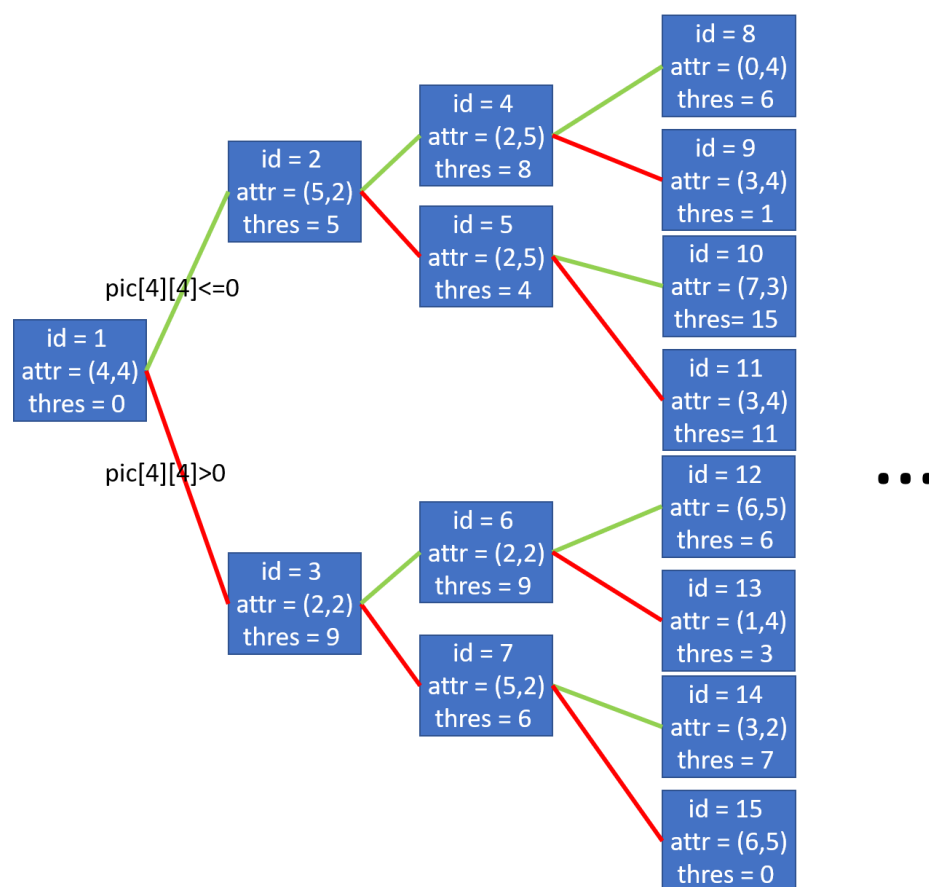 id = 1
attr = (4,4)
thres = 0
pic[4][4]<=0
pic[4][4]>0
id = 2
attr = (5,2)
thres = 5
id = 3
attr = (2,2)
thres = 9
id = 4
attr = (2,5)
thres = 8
id = 5
attr = (2,5)
thres = 4
id = 6
attr = (2,2)
thres = 9
id = 7
attr = (5,2)
thres = 6
id = 8
attr = (0,4)
thres = 6
id = 9
attr = (3,4)
thres = 1
id = 10
attr = (7,3)
thres= 15
id = 11
attr = (3,4)
thres= 11
id = 12
attr = (6,5)
thres = 6
id = 13
attr = (1,4)
thres = 3
id = 14
attr = (3,2)
thres = 7
id = 15
attr = (6,5)
thres = 0
...